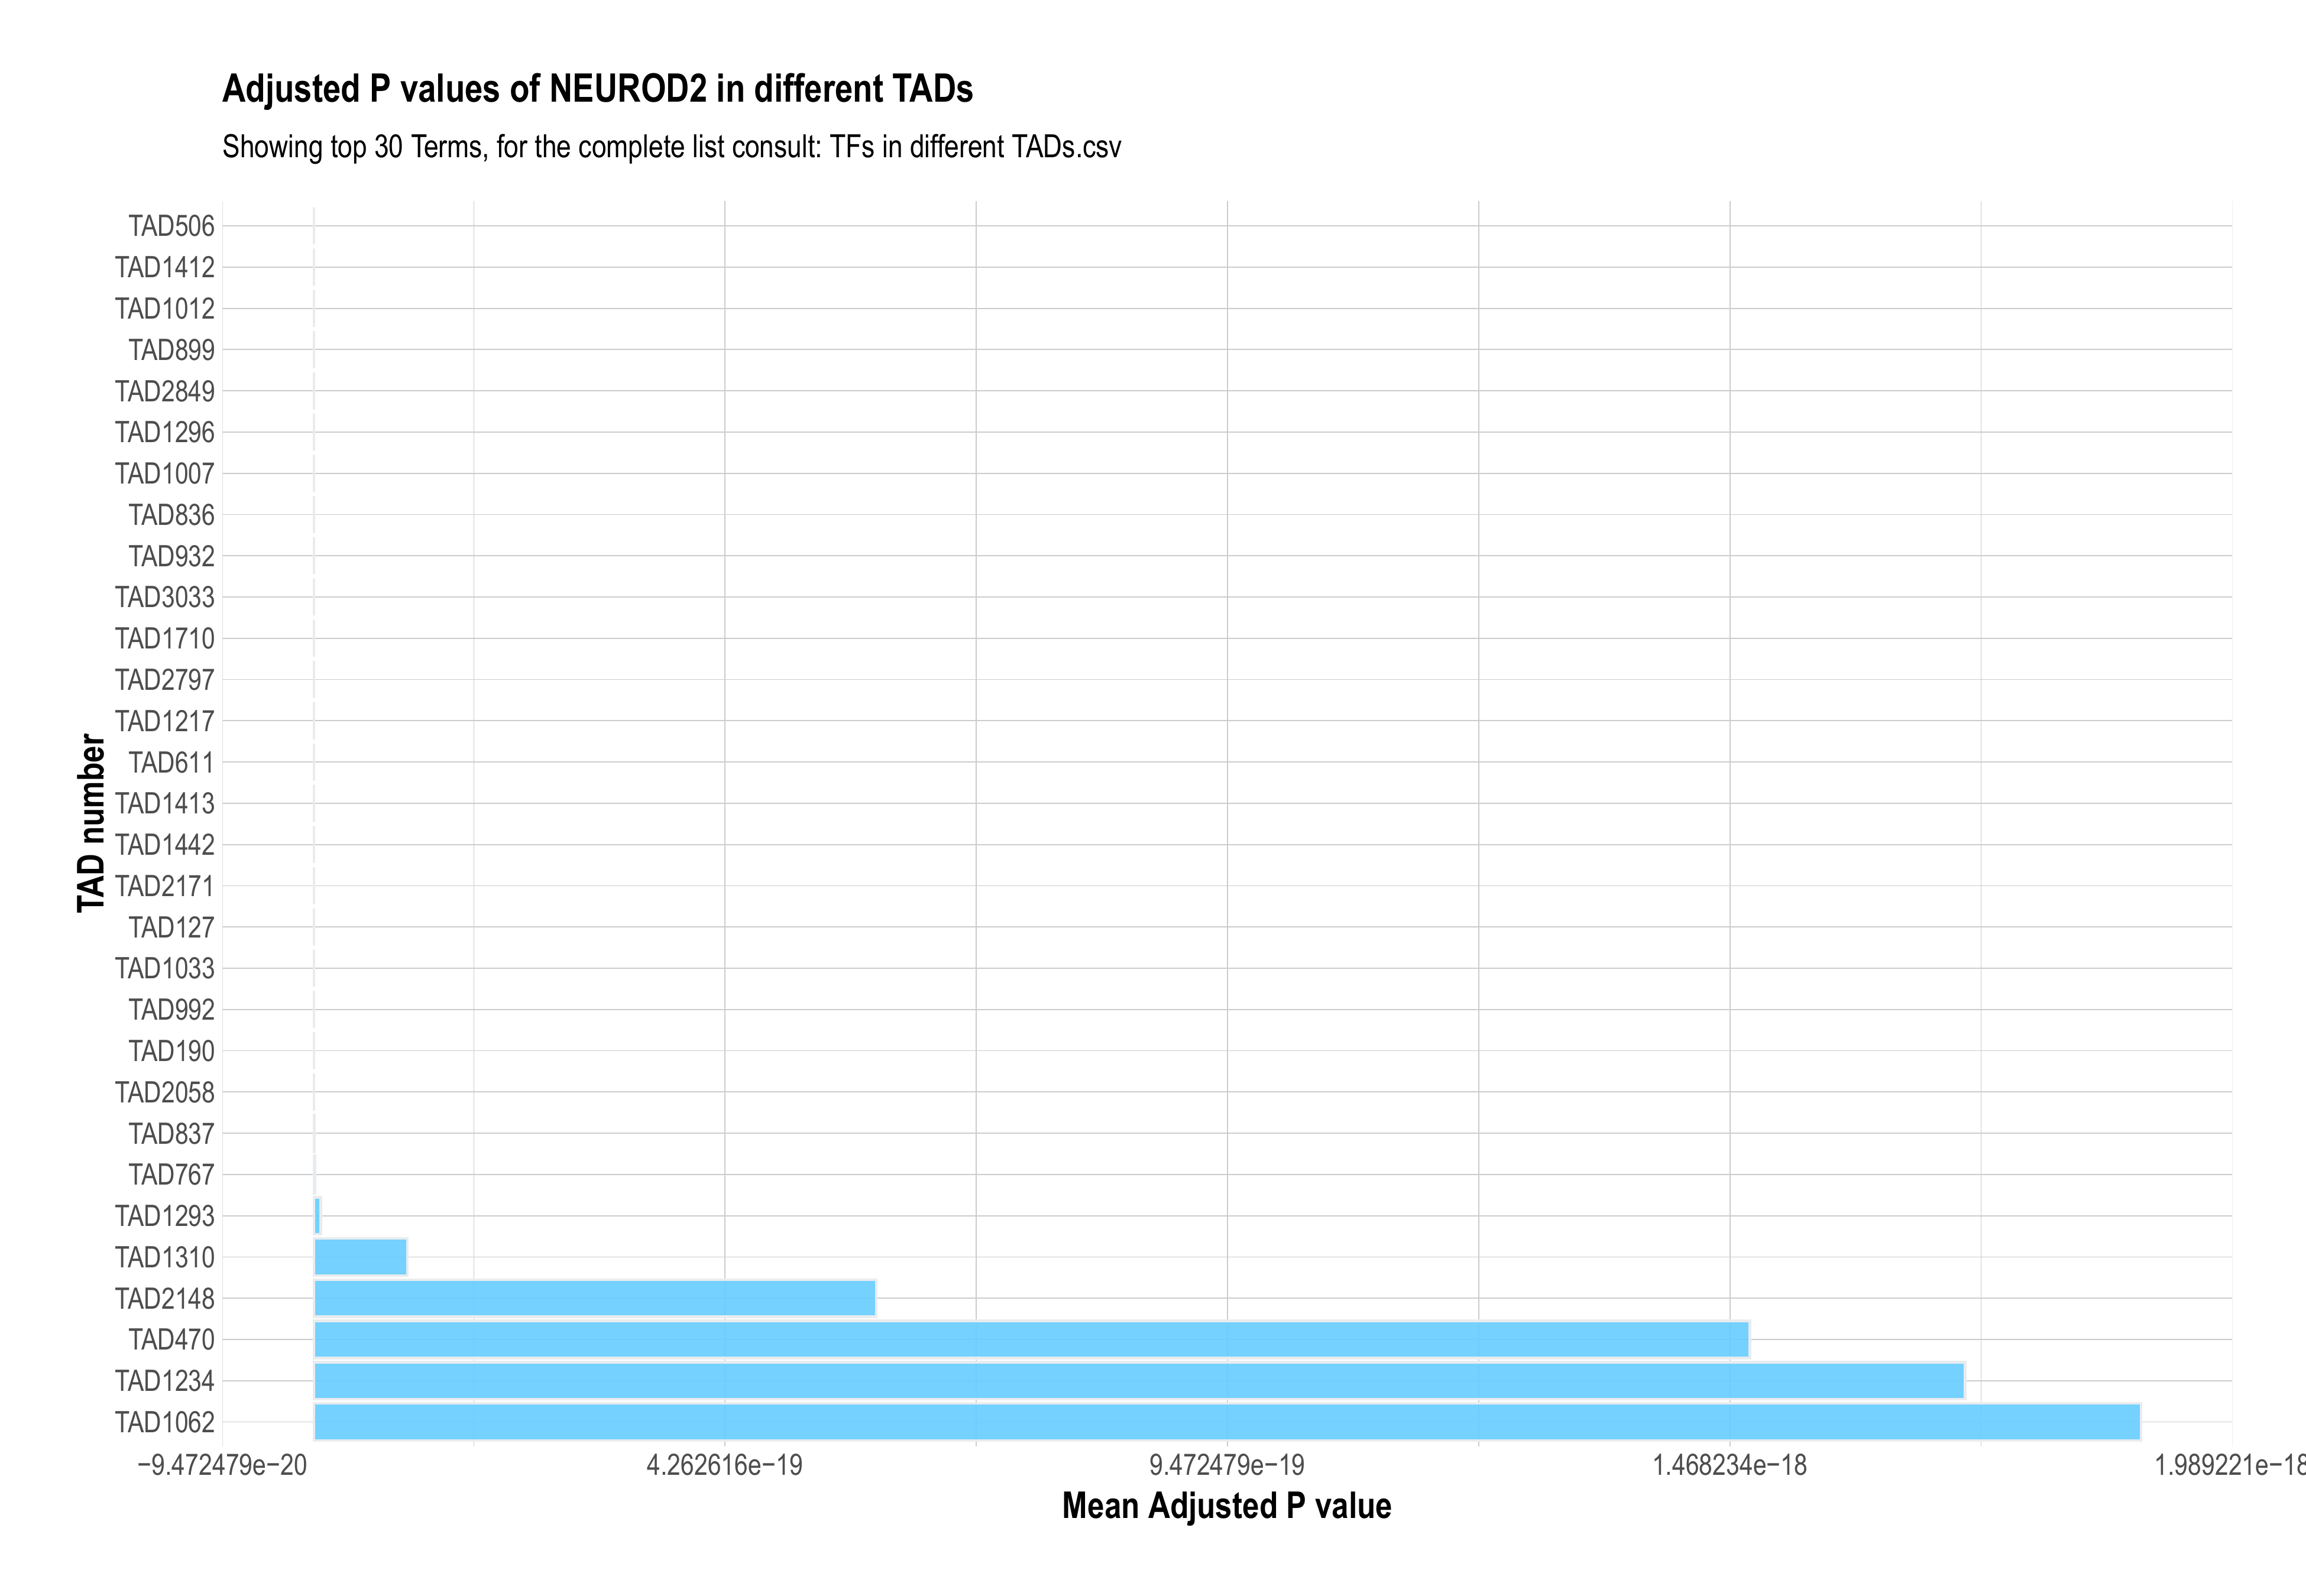 Adjusted P values of NEUROD2 in different TADs
Showing top 30 Terms, for the complete list consult: TFs in different TADs.csv
TAD number
TAD506
TAD1412
TAD1012
TAD899
TAD2849
TAD1296
TAD1007
TAD836
TAD932
TAD3033
TAD1710
TAD2797
TAD1217
TAD611
TAD1413
TAD1442
TAD2171
TAD127
TAD1033
TAD992
TAD190
TAD2058
TAD837
TAD767
TAD1293
TAD1310
TAD2148
TAD470
TAD1234
TAD1062
−9.472479e−20 4.262616e−19 9.472479e−19 1.468234e−18 1.989221e−18
Mean Adjusted P value